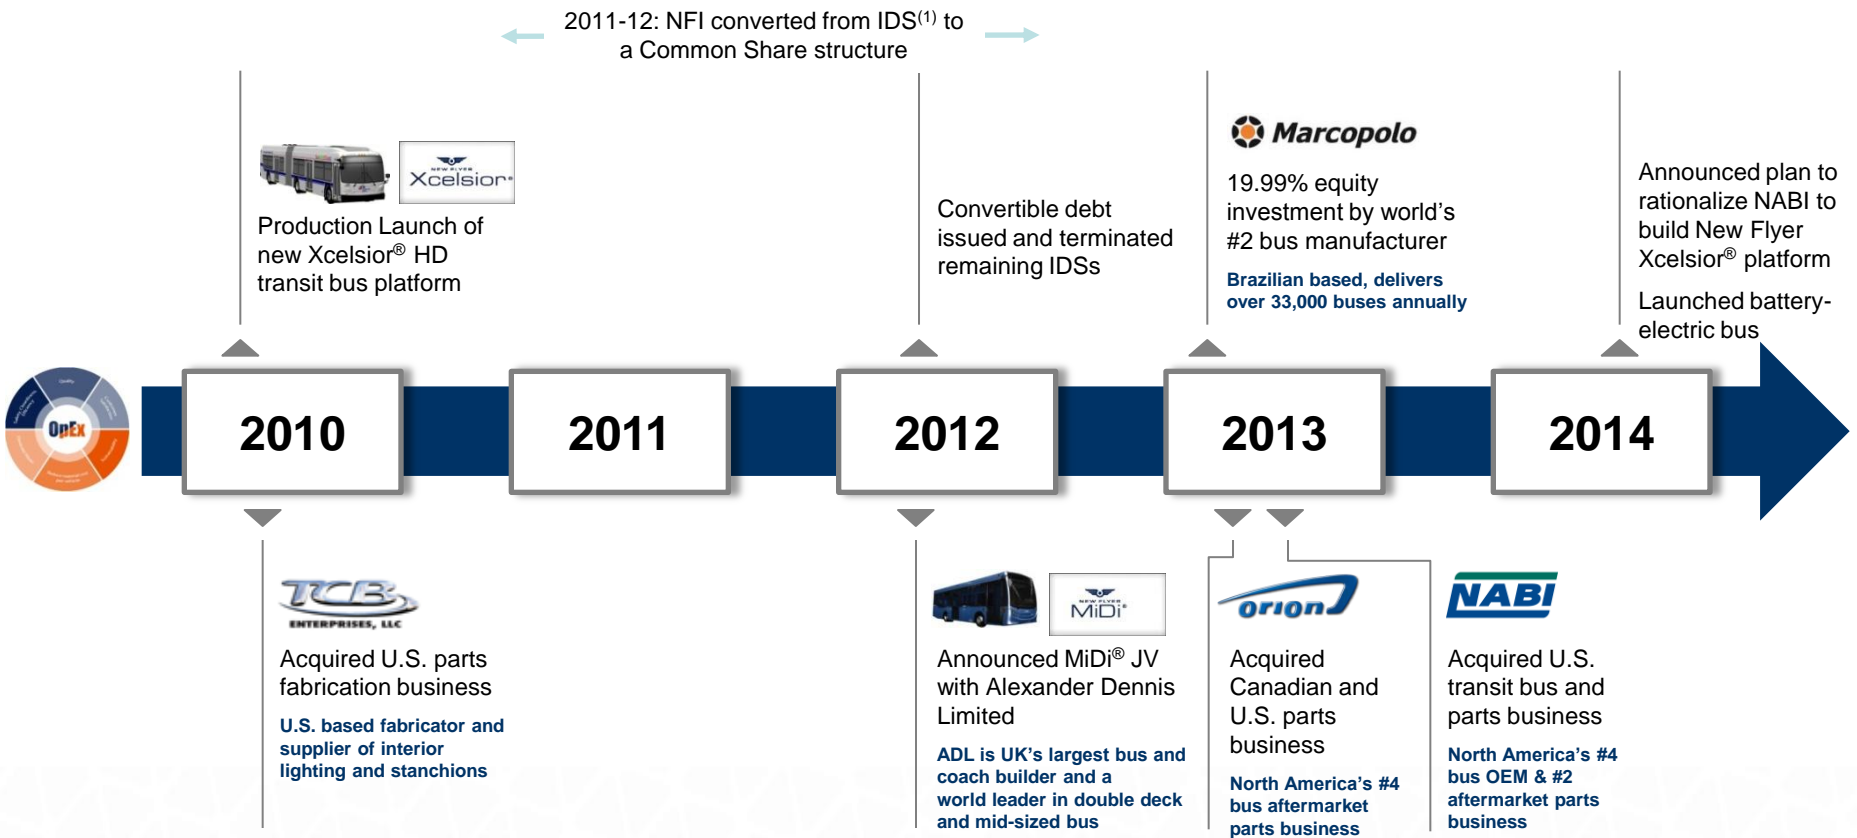 2011-12: NFI converted from IDS(1) to
a Common Share structure
NEW FLYER
Xcelsior®
Production Launch of
new Xcelsior® HD
transit bus platform
Convertible debt
issued and terminated
remaining IDSs
Marcopolo
19.99% equity
investment by world's
#2 bus manufacturer
Brazilian based, delivers
over 33,000 buses annually
Announced plan to
rationalize NABI to
build New Flyer
Xcelsior® platform
Launched battery-
electric bus
Quality
OpEx
2010
2011
2012
2013
2014
TCB
ENTERPRISES, LLC
Acquired U.S. parts
fabrication business
U.S. based fabricator and
supplier of interior
lighting and stanchions
NEW FLYER
MiDi®
Announced MiDi® JV
with Alexander Dennis
Limited
ADL is UK's largest bus and
coach builder and a
world leader in double deck
and mid-sized bus
orion
Acquired
Canadian and
U.S. parts
business
North America's #4
bus aftermarket
parts business
NABI
Acquired U.S.
transit bus and
parts business
North America's #4
bus OEM & #2
aftermarket parts
business